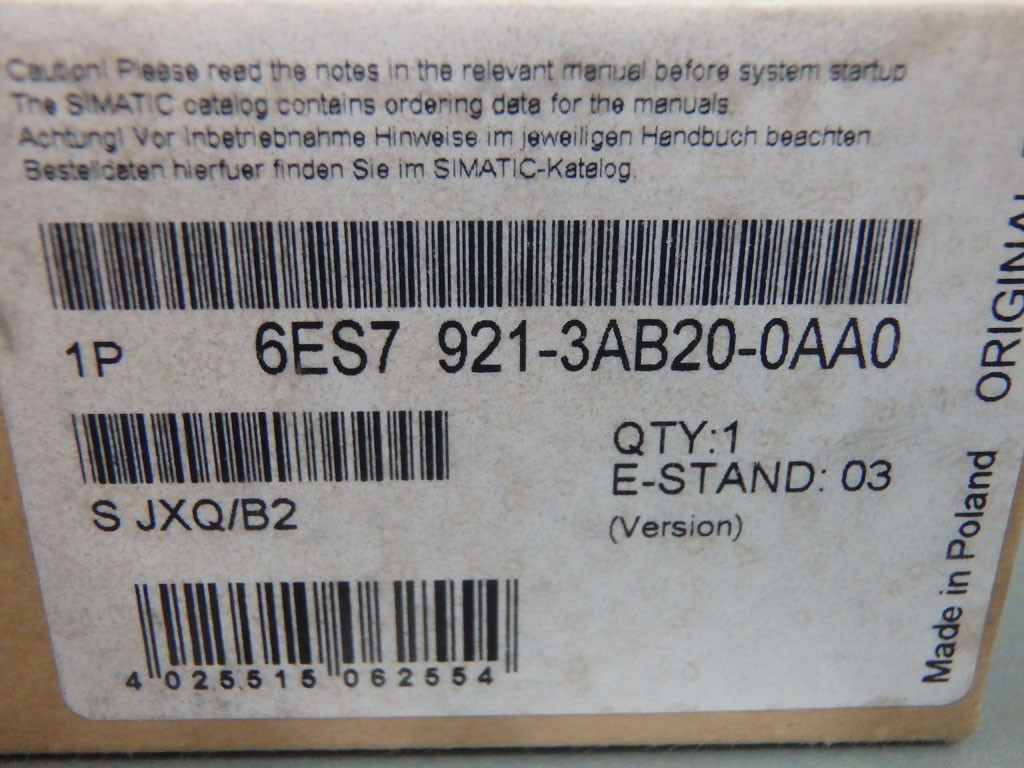 Caution! Please read the notes in the relevant manual before system startup
The SIMATIC catalog contains ordering data for the manuals.
Achtung! Vor Inbetriebnahme Hinweise im jeweiligen Handbuch beachten.
Bestelldaten hierfuer finden Sie im SIMATIC-Katalog.
1P 6ES7 921-3AB20-0AA0
S JXQ/B2
QTY:1
E-STAND: 03
(Version)
4 025515 062554
Made in Poland
ORIGINAL